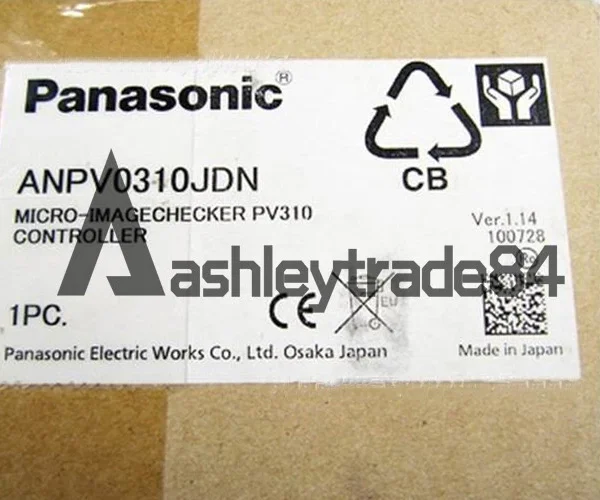 Panasonic®
CB
ANPV0310JDN
MICRO-IMAGECHECKER PV310
CONTROLLER
Ver.1.14
100728
Aashleytrade84
1PC.
CE
EU
Panasonic Electric Works Co., Ltd. Osaka Japan
Made in Japan